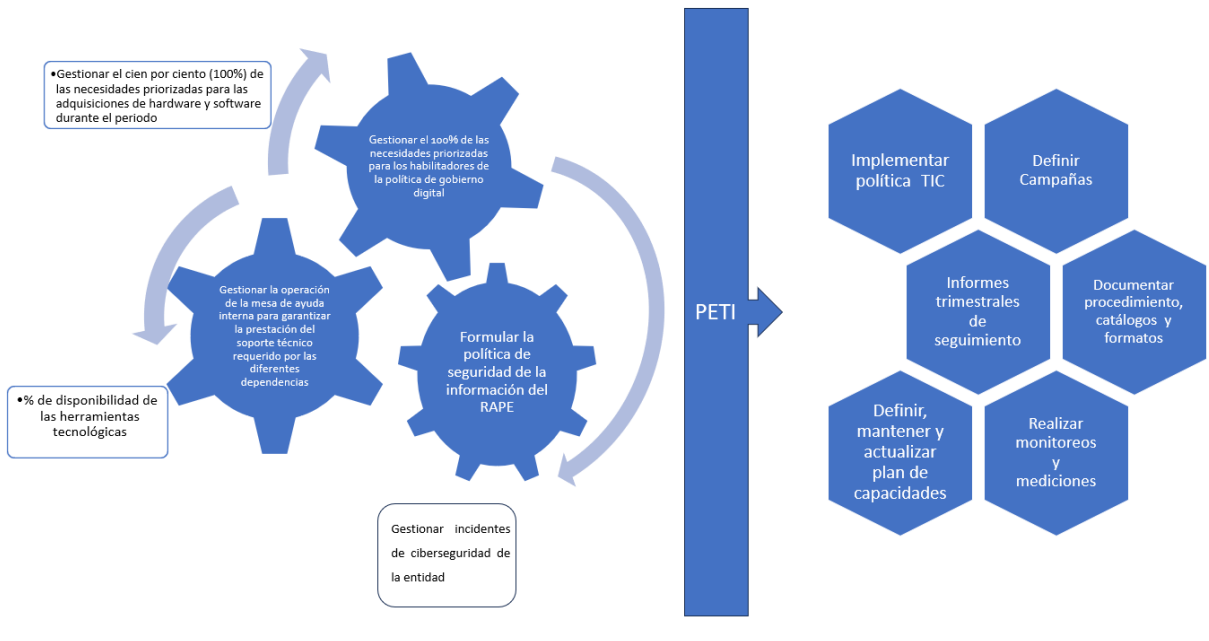 •Gestionar el cien por ciento (100%) de
las necesidades priorizadas para las
adquisiciones de hardware y software
durante el periodo
Gestionar el 100% de las
necesidades priorizadas
para los habilitadores de
la política de gobierno
digital
Gestionar la operación
de la mesa de ayuda
interna para garantizar
la prestación del
soporte técnico
requerido por las
diferentes
dependencias
•% de disponibilidad de
las herramientas
tecnológicas
Formular la
política de
seguridad de la
información del
RAPE
Gestionar incidentes
de ciberseguridad de
la entidad
PETI
Implementar
política TIC
Definir
Campañas
Informes
trimestrales
de
seguimiento
Documentar
procedimiento,
catálogos y
formatos
Definir,
mantener y
actualizar
plan de
capacidades
Realizar
monitoreos
y
mediciones